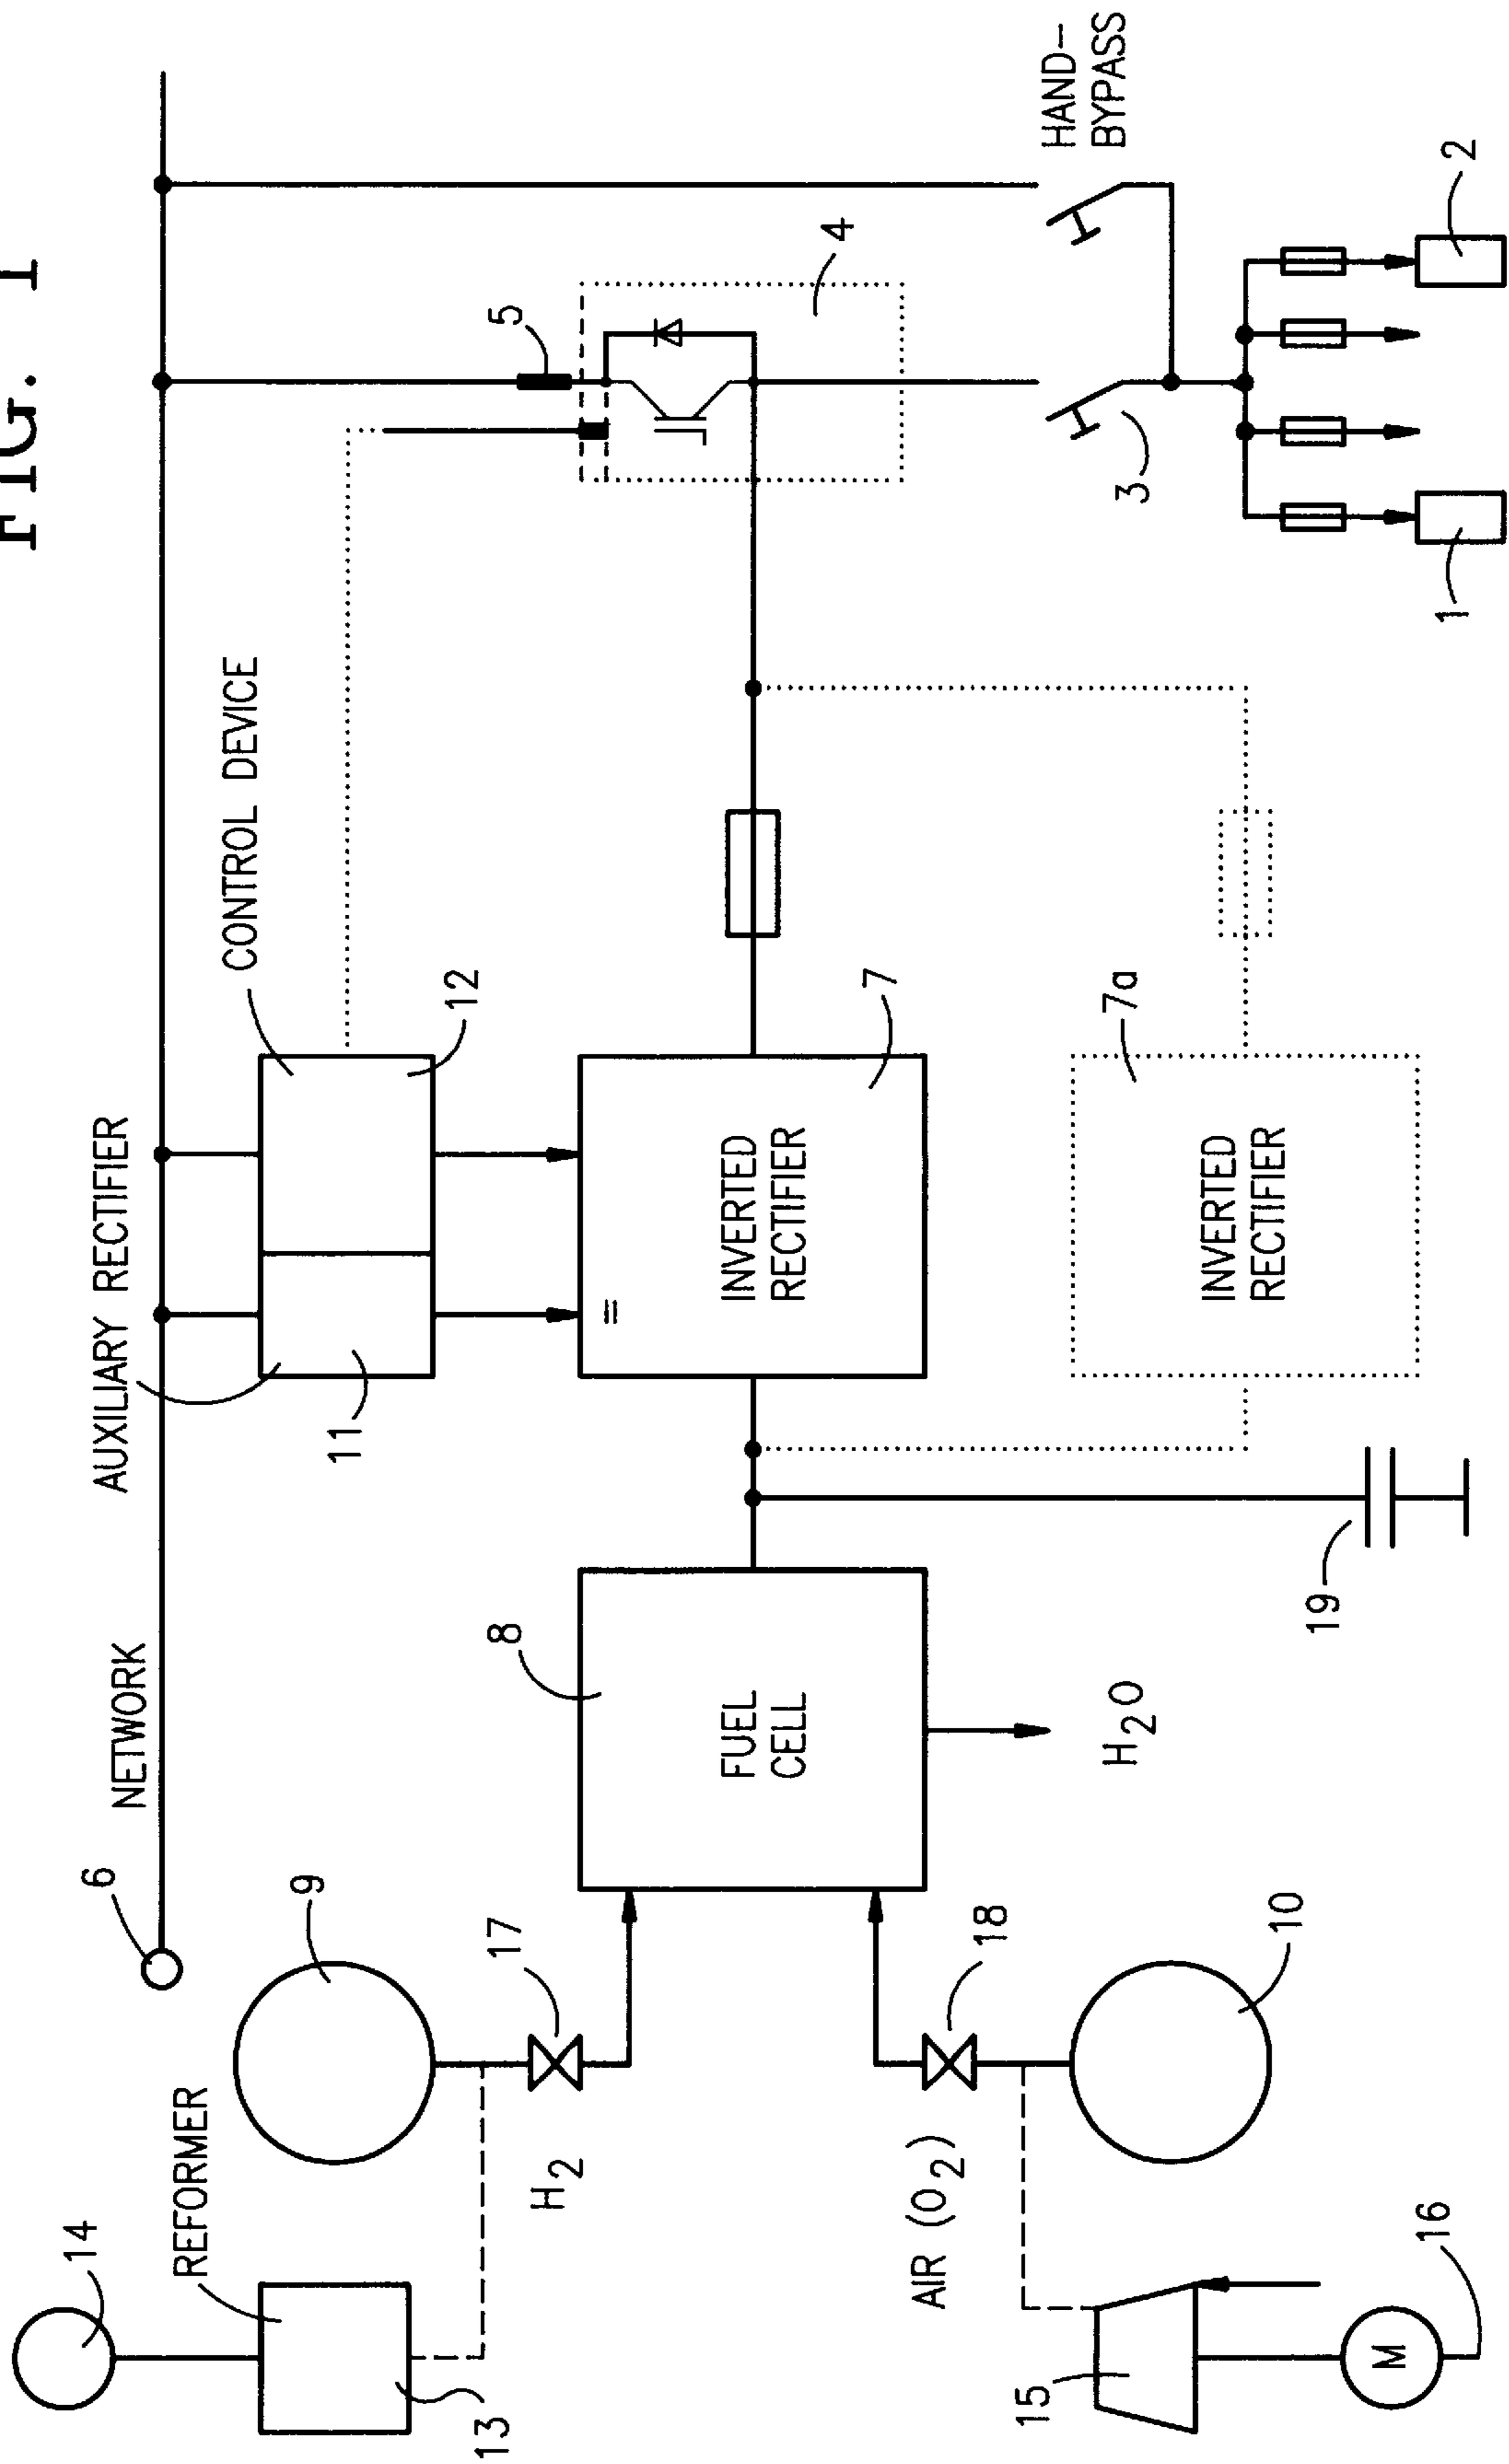 FIG. 1
14
REFORMER
13
9
6
NETWORK
17
H2
AIR (O2)
18
10
15
M
16
8
FUEL
CELL
H2O
19
AUXILIARY RECTIFIER
11
CONTROL DEVICE
12
=
INVERTED
RECTIFIER
7
7a
INVERTED
RECTIFIER
5
4
HAND-
BYPASS
3
1
2